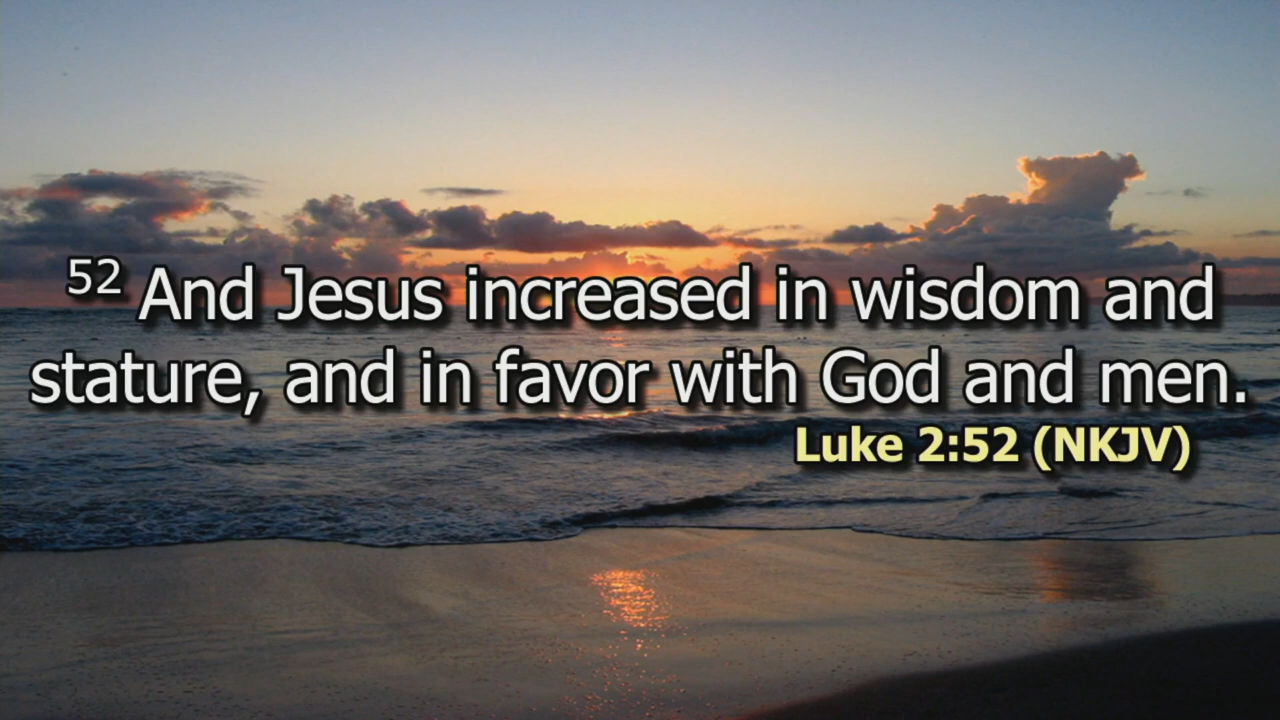 52 And Jesus increased in wisdom and
stature, and in favor with God and men.
Luke 2:52 (NKJV)